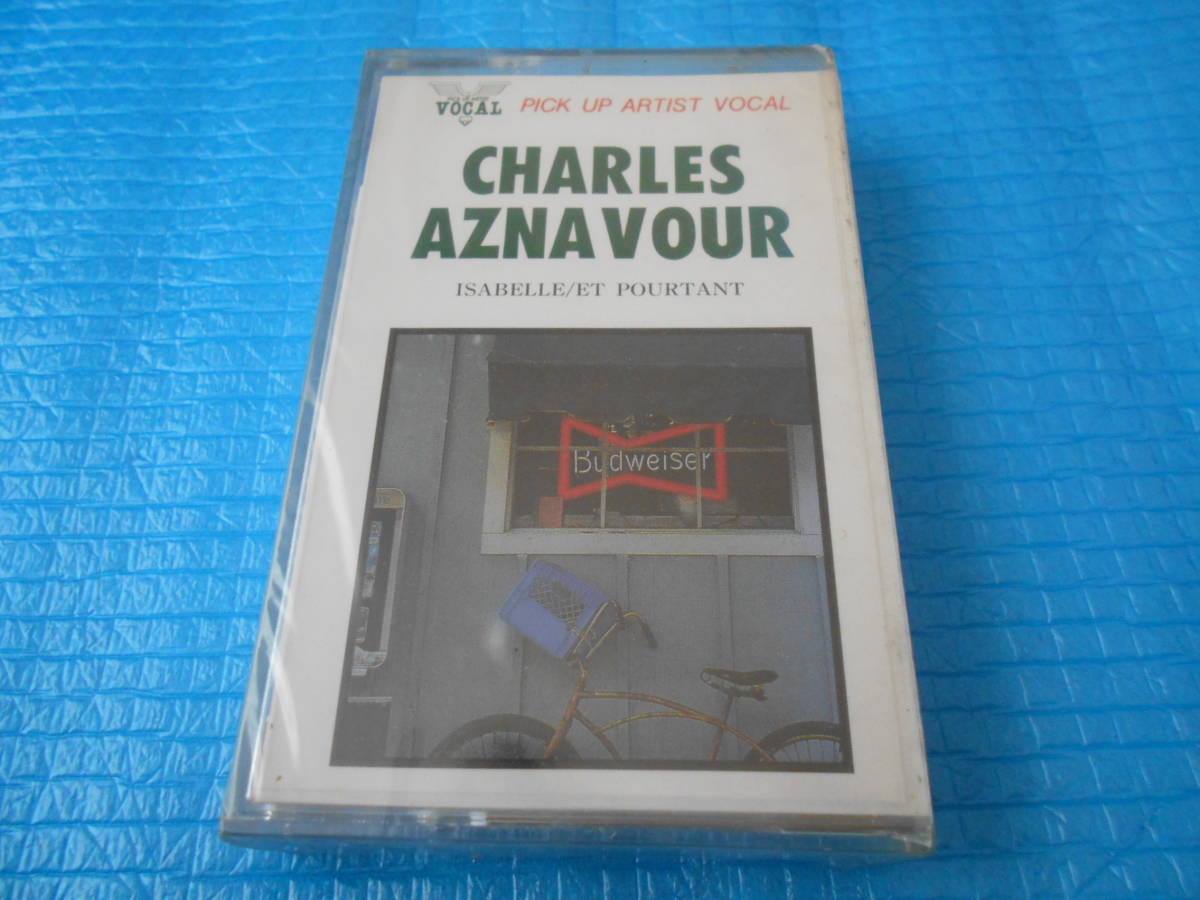 VOCAL
PICK UP ARTIST VOCAL
CHARLES
AZNAVOUR
ISABELLE/ET POURTANT
Budweiser